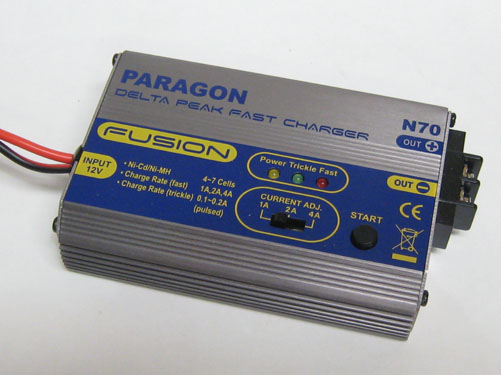 PARAGON
DELTA PEAK FAST CHARGER
N70
OUT +
FUSION
Power Trickle Fast
INPUT
12V
• Ni-Cd/Ni-MH 4~7 Cells
• Charge Rate (fast) 1A,2A,4A
• Charge Rate (trickle) 0.1~0.2A
(pulsed)
CURRENT ADJ.
1A 2A 4A
START
OUT −
CE